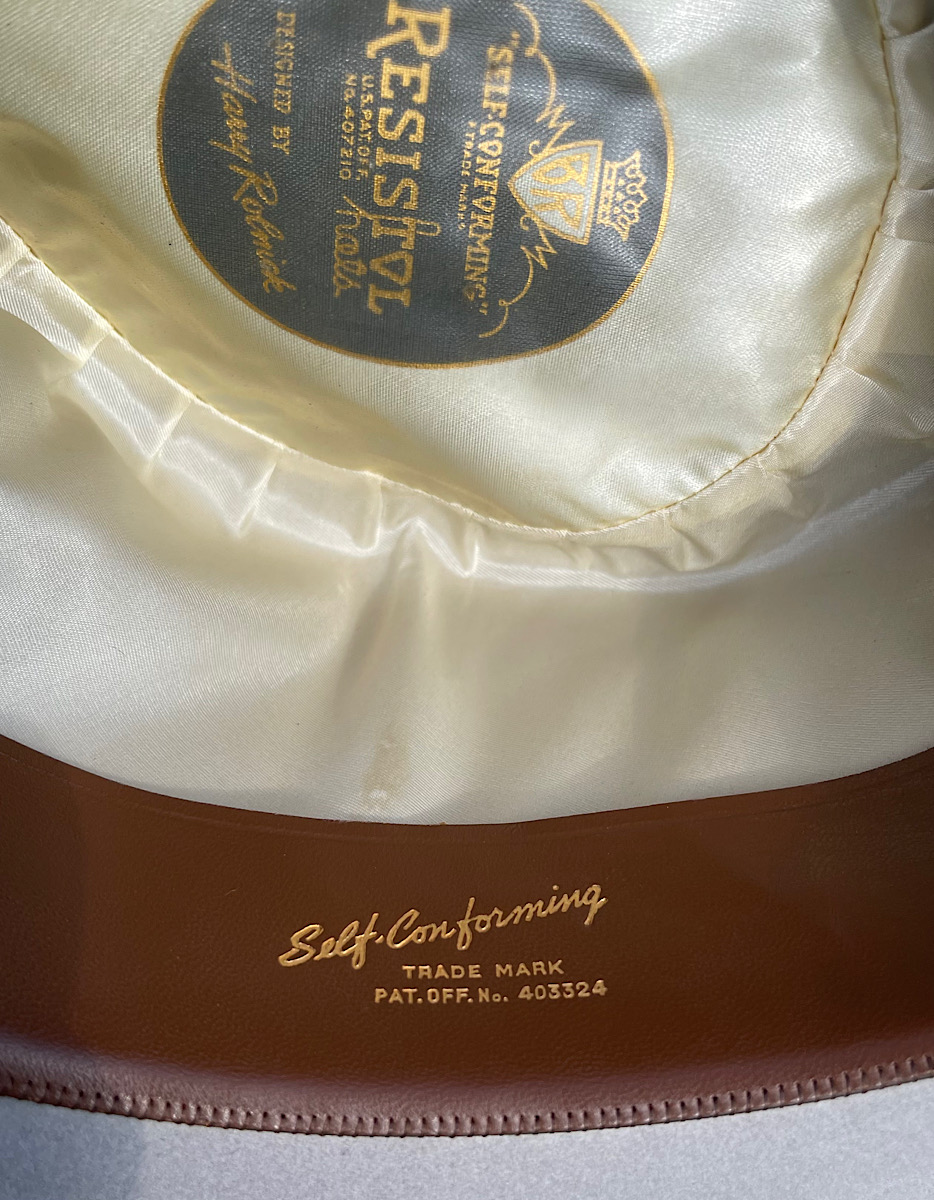 "SELF-CONFORMING"
TRADE MARK
BR
RESISTOL
U.S. PAT. OFF.
No. 407210
hats
DESIGNED BY
Harry Rolnick
Self-Conforming
TRADE MARK
PAT. OFF. No. 403324